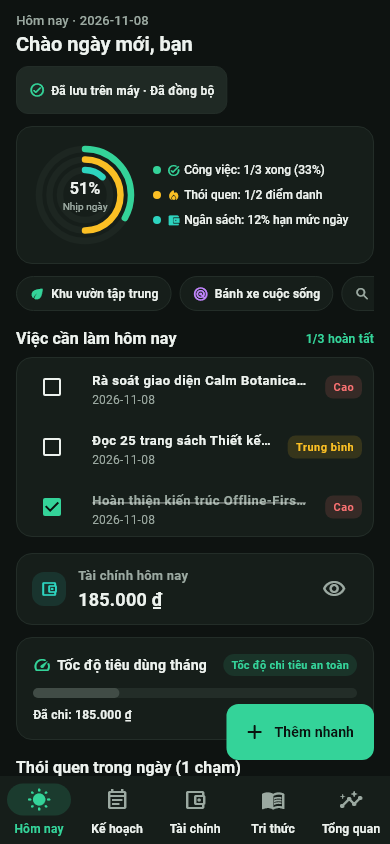 Hôm nay · 2026-11-08
Chào ngày mới, bạn
Đã lưu trên máy · Đã đồng bộ
51%
Nhịp ngày
Công việc: 1/3 xong (33%)
Thói quen: 1/2 điểm danh
Ngân sách: 12% hạn mức ngày
Khu vườn tập trung
Bánh xe cuộc sống
Việc cần làm hôm nay
1/3 hoàn tất
Rà soát giao diện Calm Botanica...
Cao
2026-11-08
Đọc 25 trang sách Thiết kế...
Trung bình
2026-11-08
Hoàn thiện kiến trúc Offline-Firs...
Cao
2026-11-08
Tài chính hôm nay
185.000 ₫
Tốc độ tiêu dùng tháng
Tốc độ chi tiêu an toàn
Đã chi: 185.000 ₫
Thêm nhanh
Thói quen trong ngày (1 chạm)
Hôm nay
Kế hoạch
Tài chính
Tri thức
Tổng quan